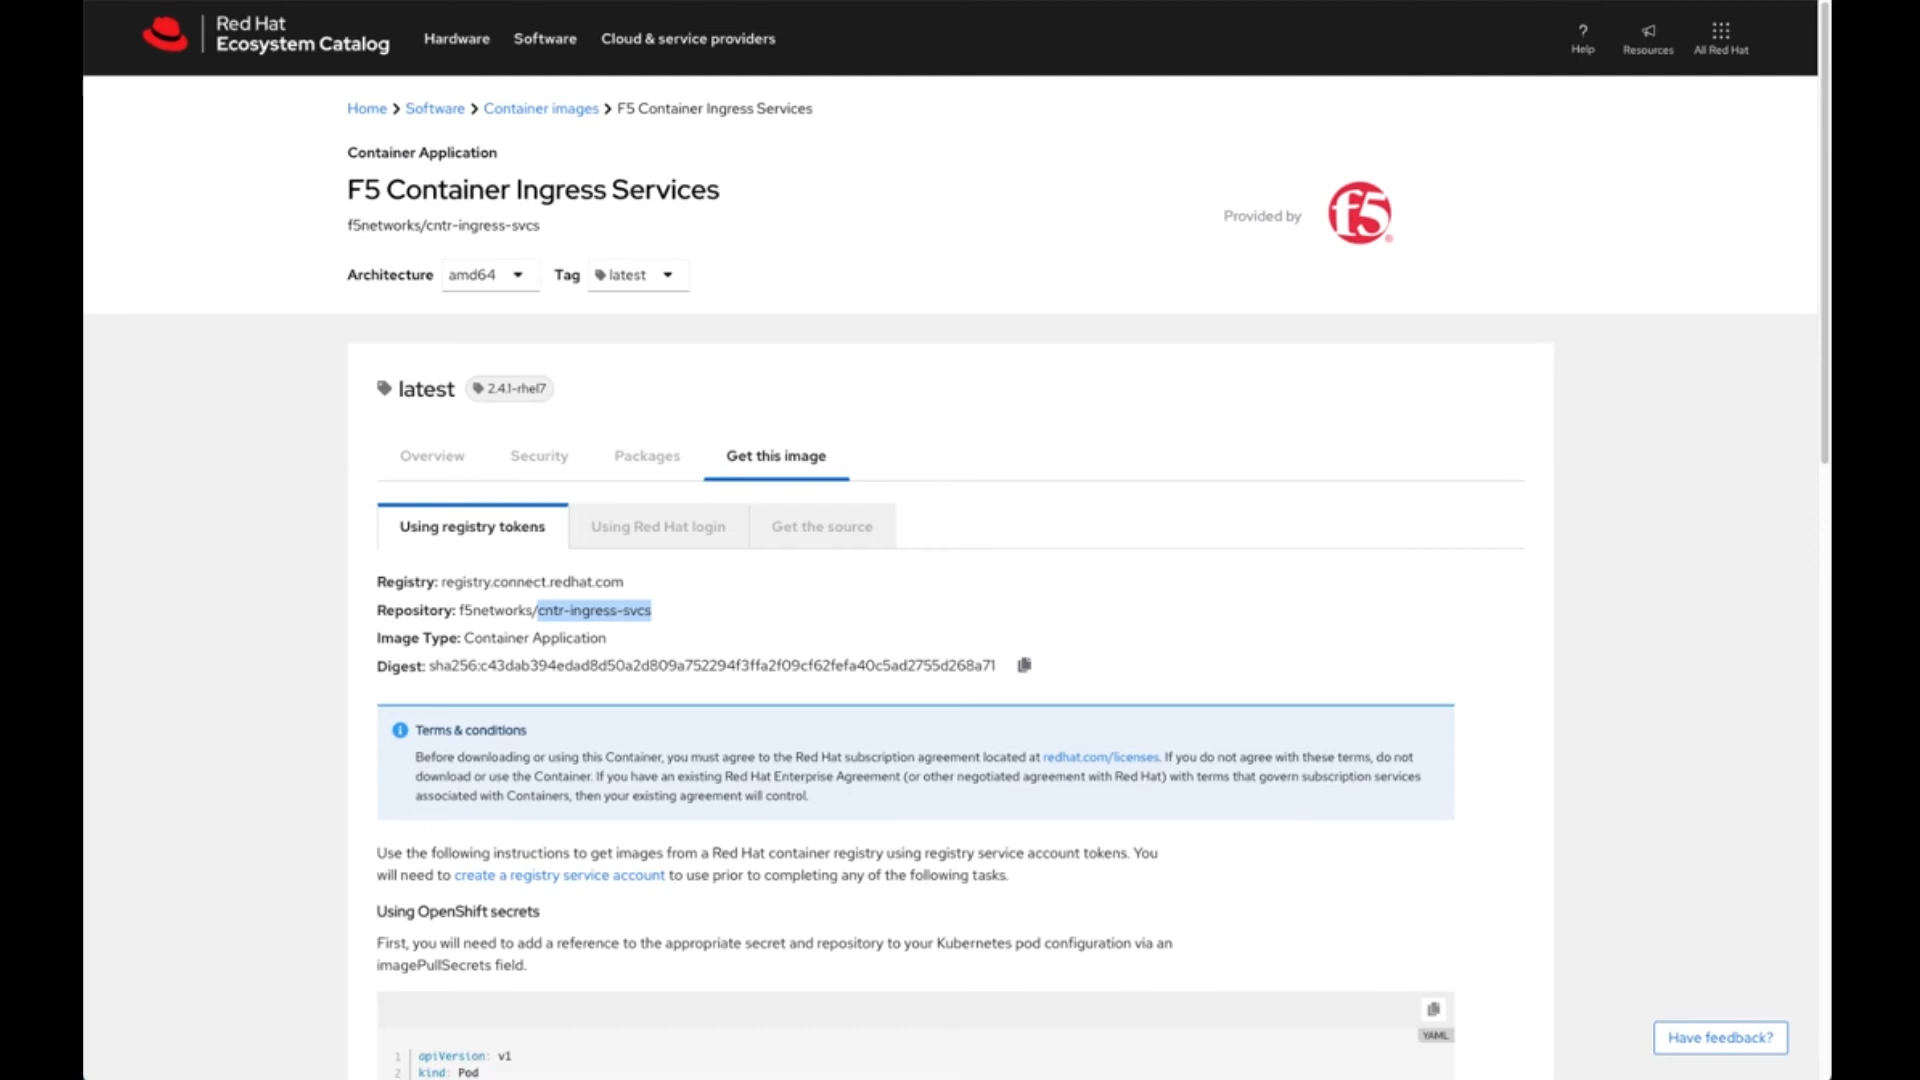 Red Hat
Ecosystem Catalog
Hardware
Software
Cloud & service providers
?
Help
Resources
All Red Hat
Home > Software > Container images > F5 Container Ingress Services
Container Application
F5 Container Ingress Services
f5networks/cntr-ingress-svcs
Provided by
f5
Architecture amd64 Tag latest
latest 2.4.1-rhel7
Overview
Security
Packages
Get this image
Using registry tokens
Using Red Hat login
Get the source
Registry: registry.connect.redhat.com
Repository: f5networks/cntr-ingress-svcs
Image Type: Container Application
Digest: sha256:c43dab394edad8d50a2d809a752294f3ffa2f09cf62fefa40c5ad2755d268a71
Terms & conditions
Before downloading or using this Container, you must agree to the Red Hat subscription agreement located at redhat.com/licenses. If you do not agree with these terms, do not
download or use the Container. If you have an existing Red Hat Enterprise Agreement (or other negotiated agreement with Red Hat) with terms that govern subscription services
associated with Containers, then your existing agreement will control.
Use the following instructions to get images from a Red Hat container registry using registry service account tokens. You
will need to create a registry service account to use prior to completing any of the following tasks.
Using OpenShift secrets
First, you will need to add a reference to the appropriate secret and repository to your Kubernetes pod configuration via an
imagePullSecrets field.
YAML
1 apiVersion: v1
2 kind: Pod
Have feedback?